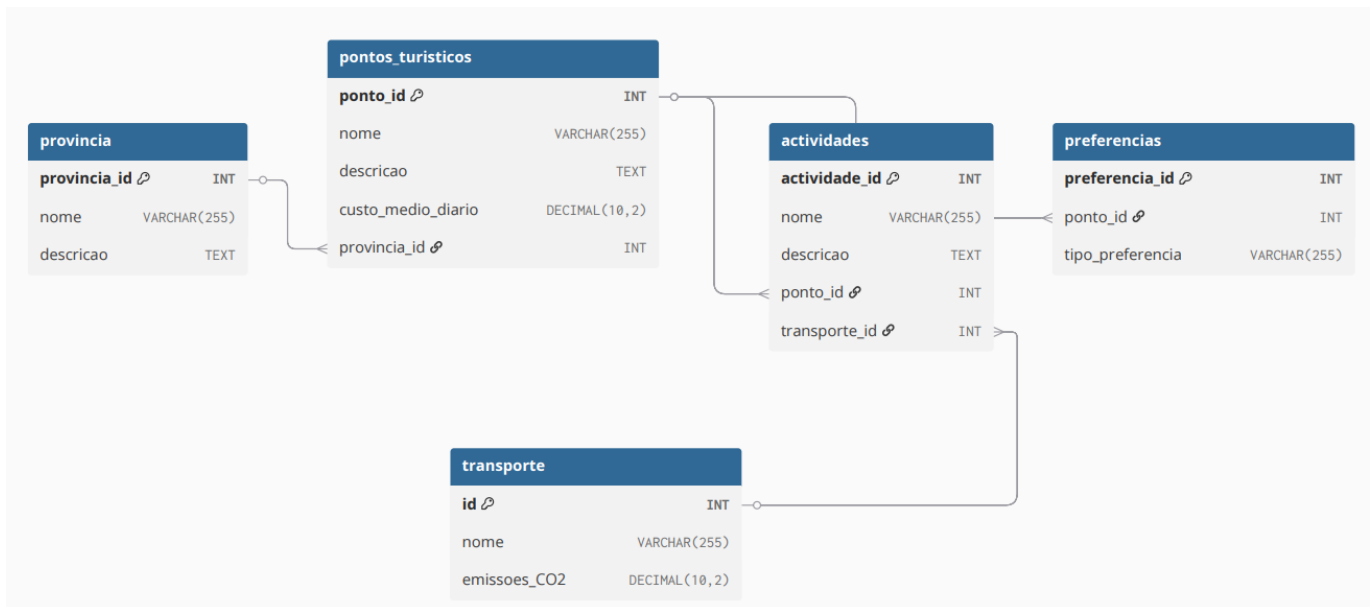 pontos_turisticos
ponto_id INT
nome VARCHAR(255)
descricao TEXT
custo_medio_diario DECIMAL(10,2)
provincia_id INT
provincia
provincia_id INT
nome VARCHAR(255)
descricao TEXT
actividades
actividade_id INT
nome VARCHAR(255)
descricao TEXT
ponto_id INT
transporte_id INT
preferencias
preferencia_id INT
ponto_id INT
tipo_preferencia VARCHAR(255)
transporte
id INT
nome VARCHAR(255)
emissoes_CO2 DECIMAL(10,2)